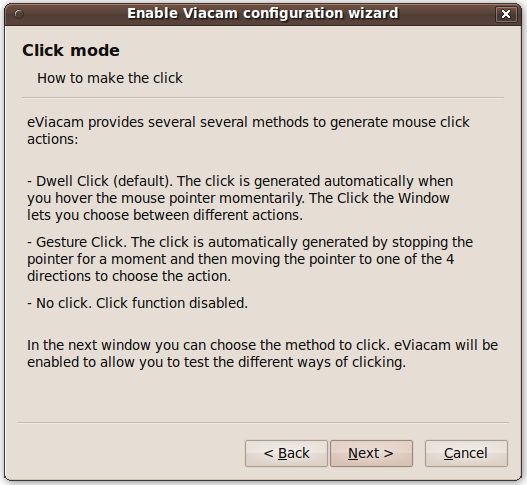 Enable Viacam configuration wizard
Click mode
How to make the click
eViacam provides several several methods to generate mouse click
actions:
- Dwell Click (default). The click is generated automatically when
you hover the mouse pointer momentarily. The Click the Window
lets you choose between different actions.
- Gesture Click. The click is automatically generated by stopping the
pointer for a moment and then moving the pointer to one of the 4
directions to choose the action.
- No click. Click function disabled.
In the next window you can choose the method to click. eViacam will be
enabled to allow you to test the different ways of clicking.
< Back Next > Cancel